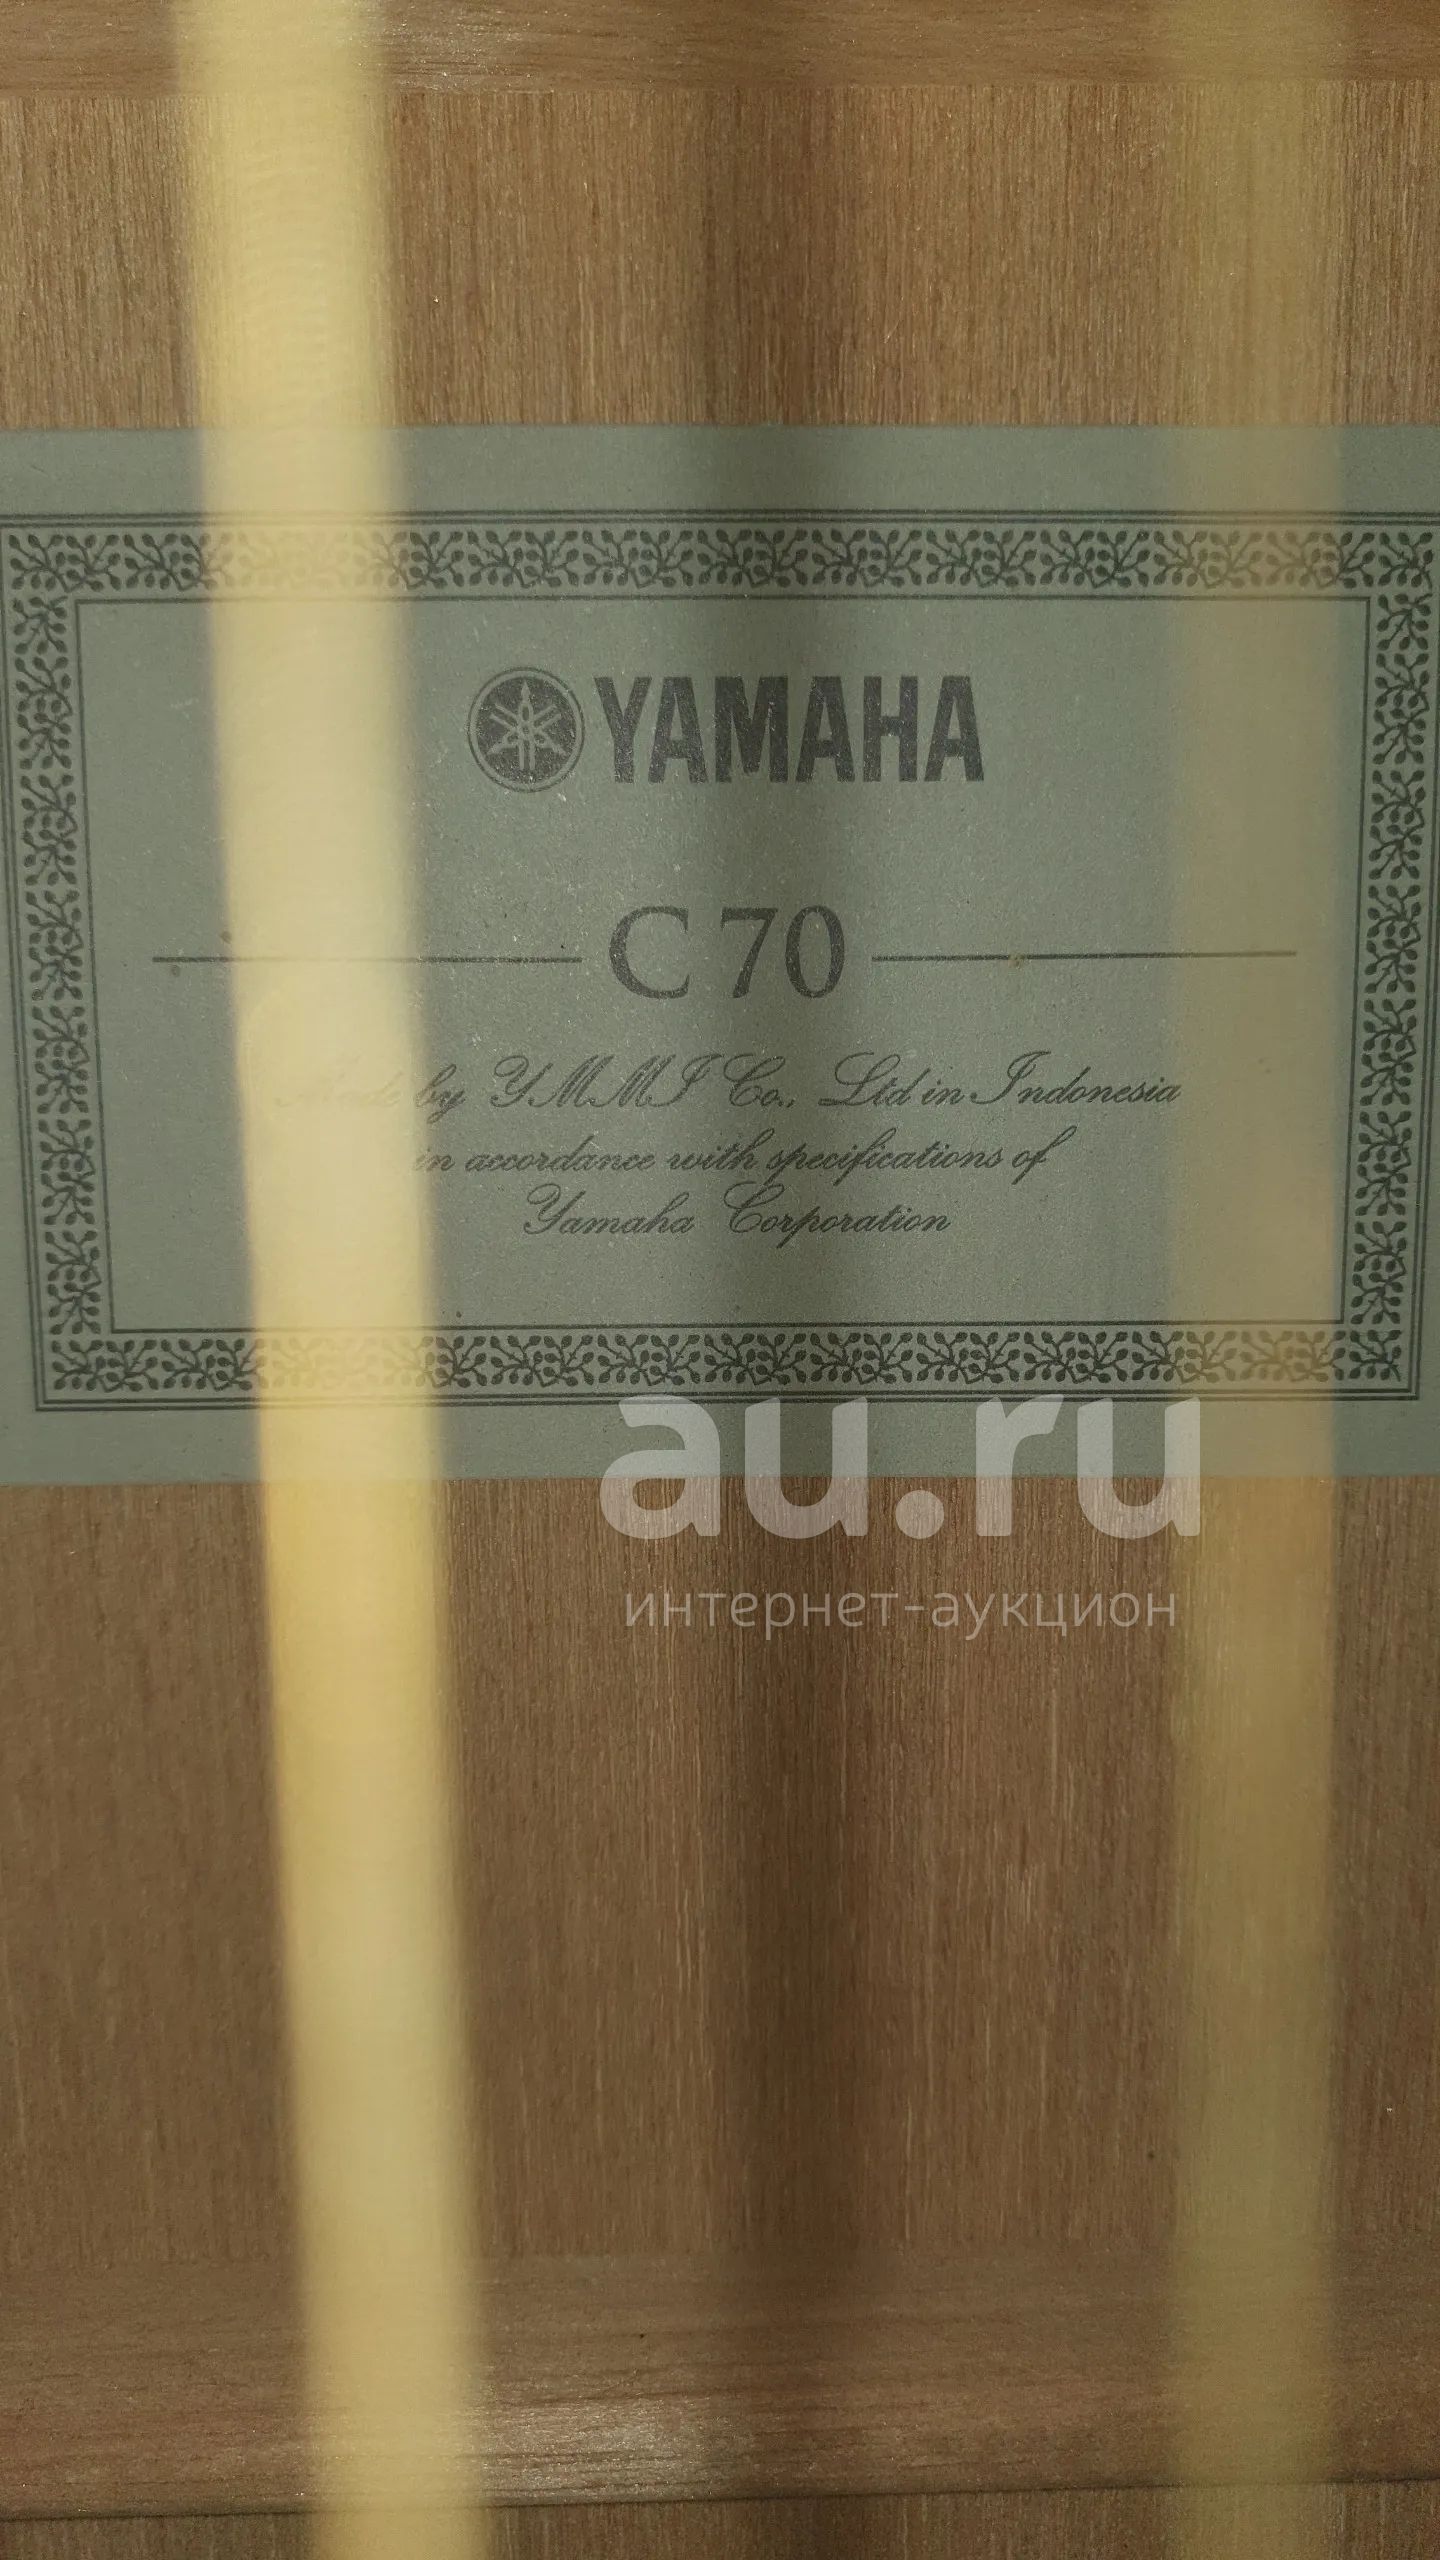 YAMAHA
C70
Made by YMMI Co., Ltd in Indonesia
in accordance with specifications of
Yamaha Corporation
au.ru
интернет-аукцион